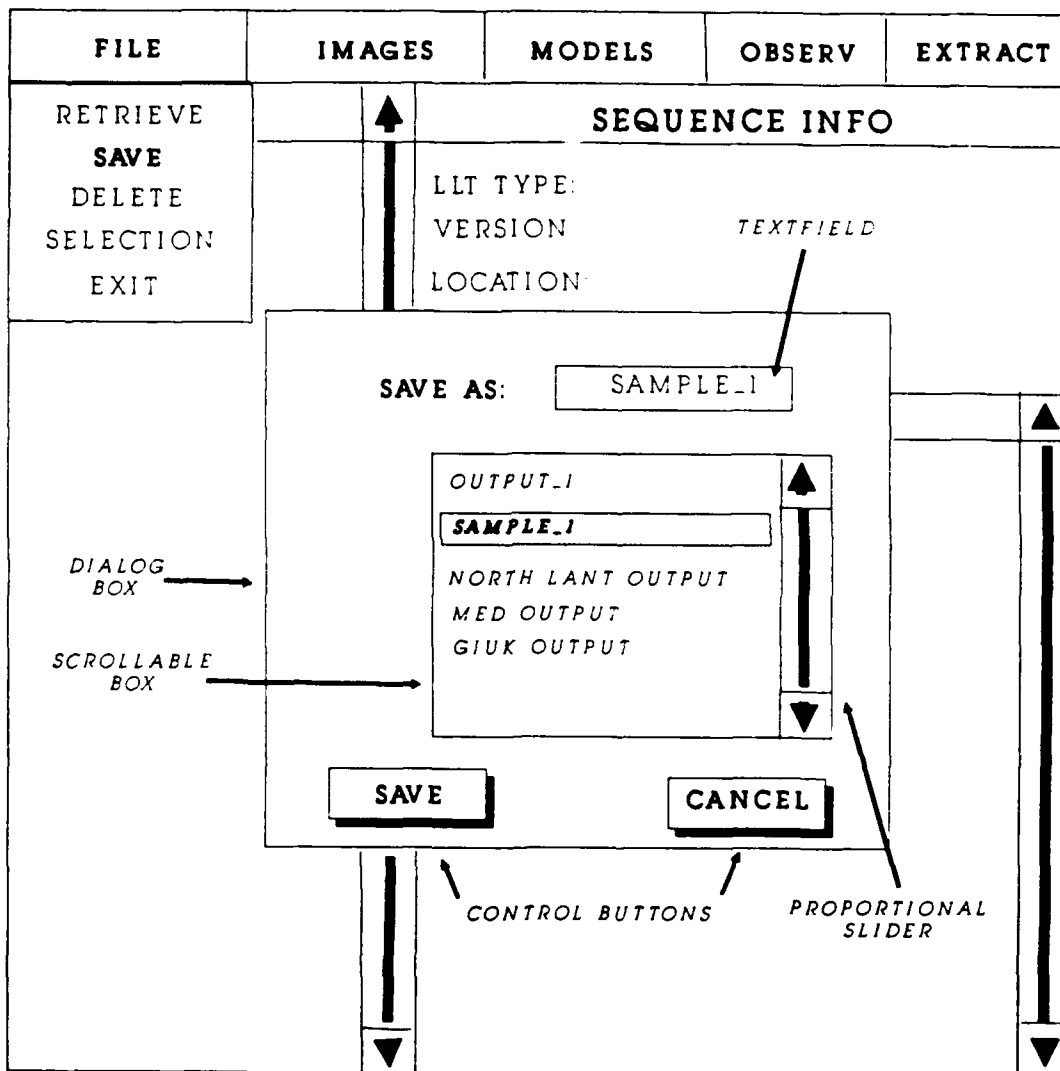 FILE IMAGES MODELS OBSERV EXTRACT
RETRIEVE
SAVE
DELETE
SELECTION
EXIT
SEQUENCE INFO
LLT TYPE:
VERSION
LOCATION:
TEXTFIELD
SAVE AS: SAMPLE_1
OUTPUT_1
SAMPLE_1
NORTH LANT OUTPUT
MED OUTPUT
GIUK OUTPUT
DIALOG
BOX
SCROLLABLE
BOX
SAVE CANCEL
CONTROL BUTTONS
PROPORTIONAL
SLIDER